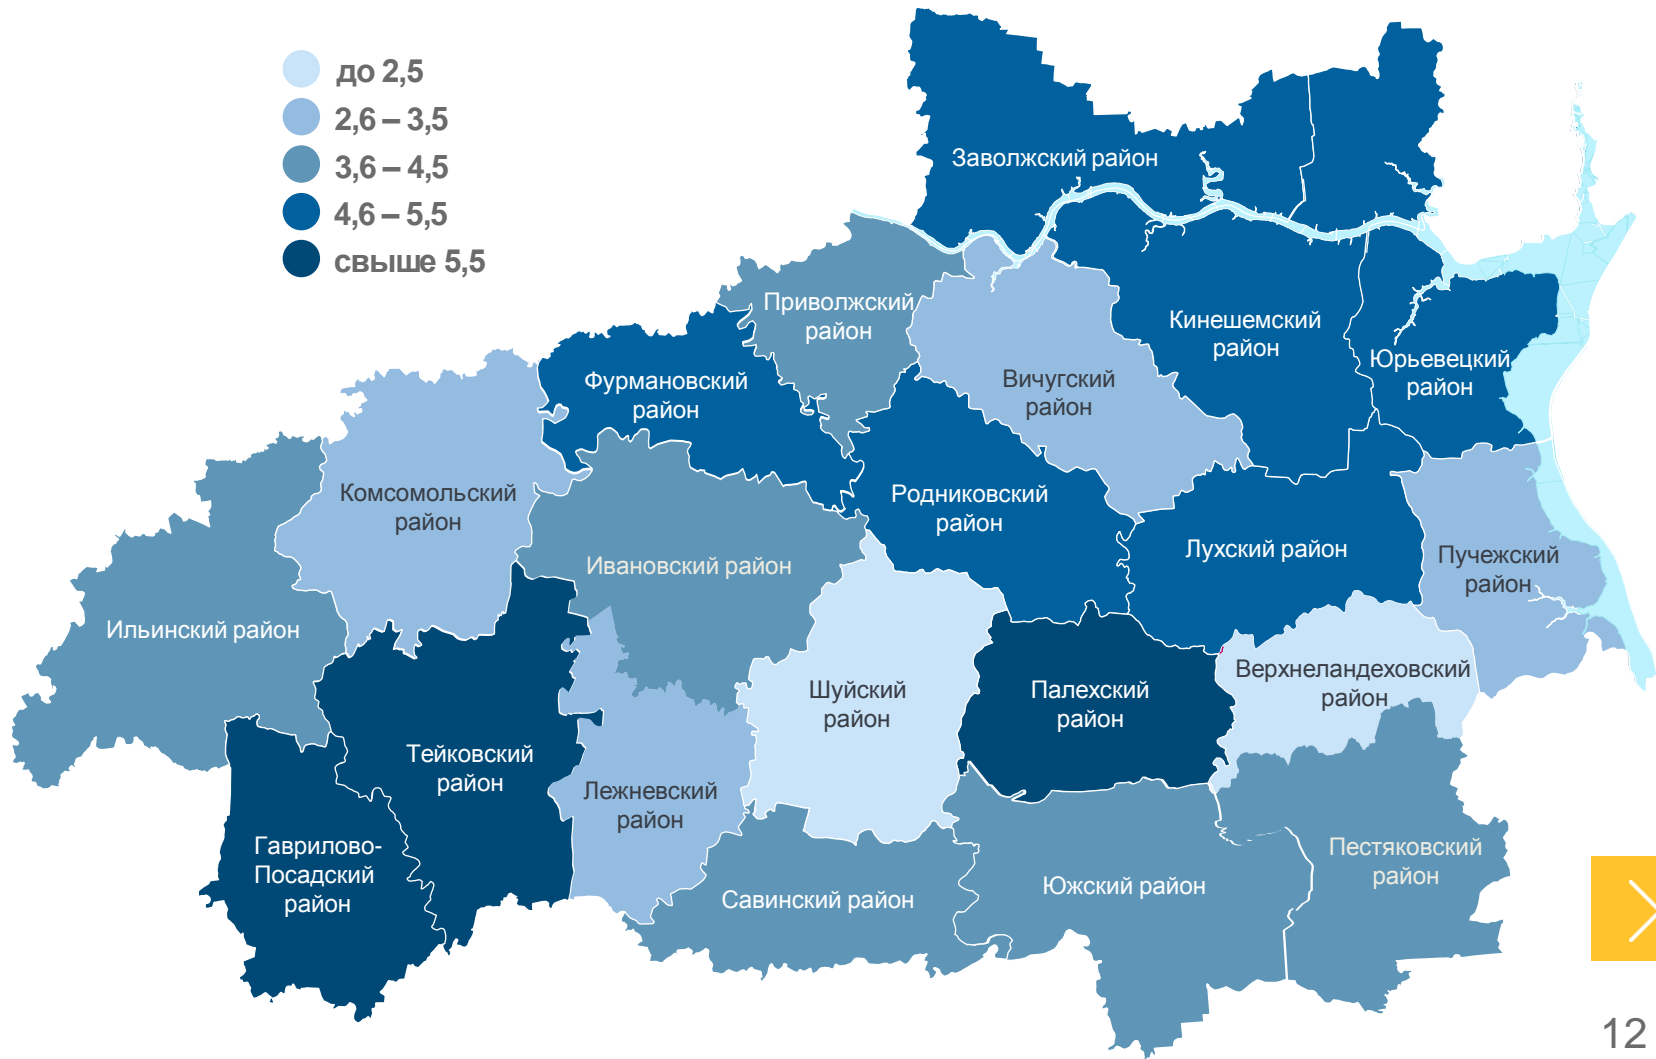 до 2,5
2,6 – 3,5
3,6 – 4,5
4,6 – 5,5
свыше 5,5
Заволжский район
Приволжский
район
Кинешемский
район
Юрьевецкий
район
Фурмановский
район
Вичугский
район
Комсомольский
район
Родниковский
район
Лухский район
Пучежский
район
Ивановский район
Ильинский район
Шуйский
район
Палехский
район
Верхнеландеховский
район
Тейковский
район
Лежневский
район
Гаврилово-
Посадский
район
Савинский район
Южский район
Пестяковский
район
12